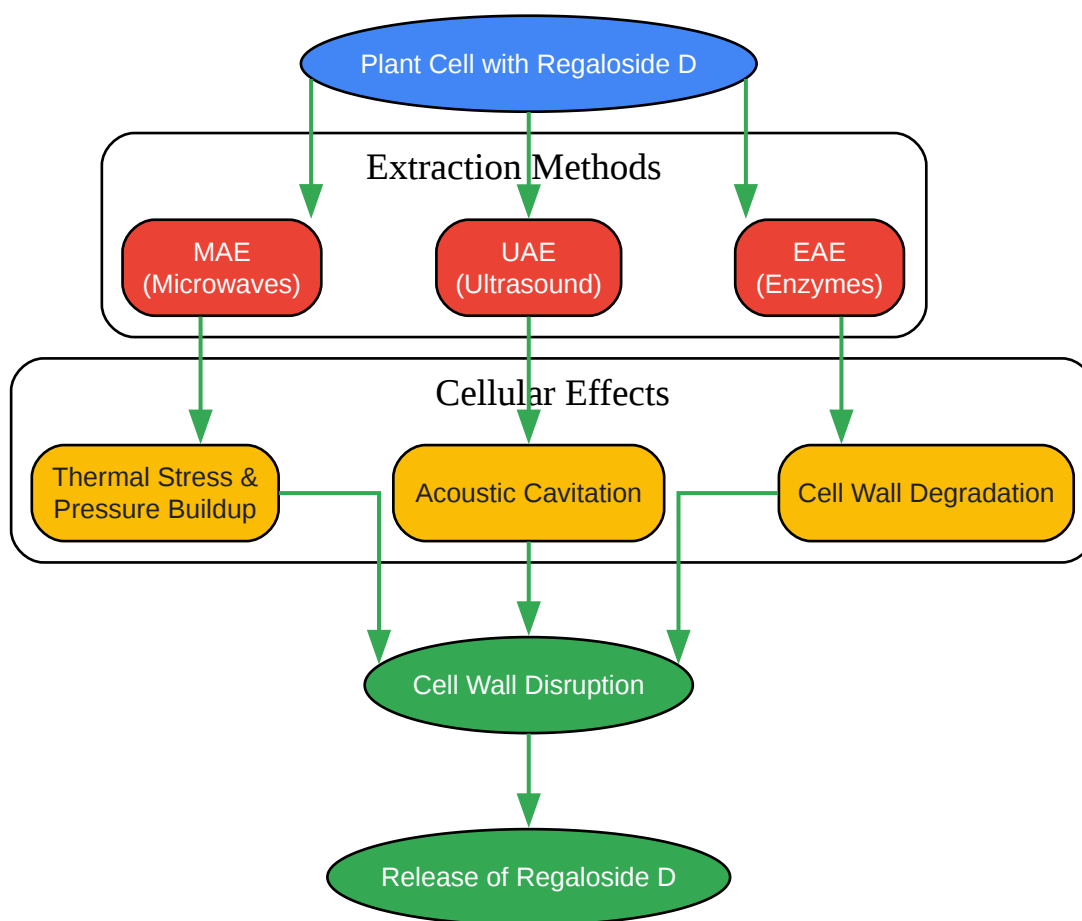 Plant Cell with Regaloside D
Extraction Methods
MAE
(Microwaves)
UAE
(Ultrasound)
EAE
(Enzymes)
Cellular Effects
Thermal Stress &
Pressure Buildup
Acoustic Cavitation
Cell Wall Degradation
Cell Wall Disruption
Release of Regaloside D